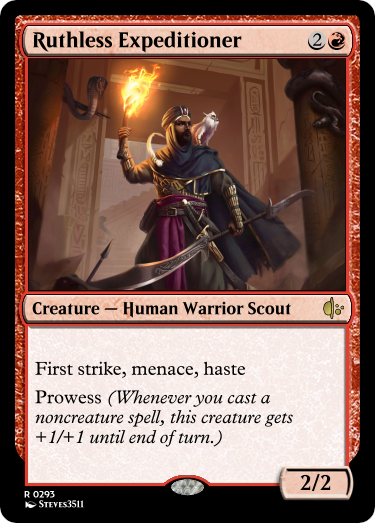 Ruthless Expeditioner 2
Creature — Human Warrior Scout
First strike, menace, haste
Prowess (Whenever you cast a
noncreature spell, this creature gets
+1/+1 until end of turn.)
2/2
R 0293
Steves3511